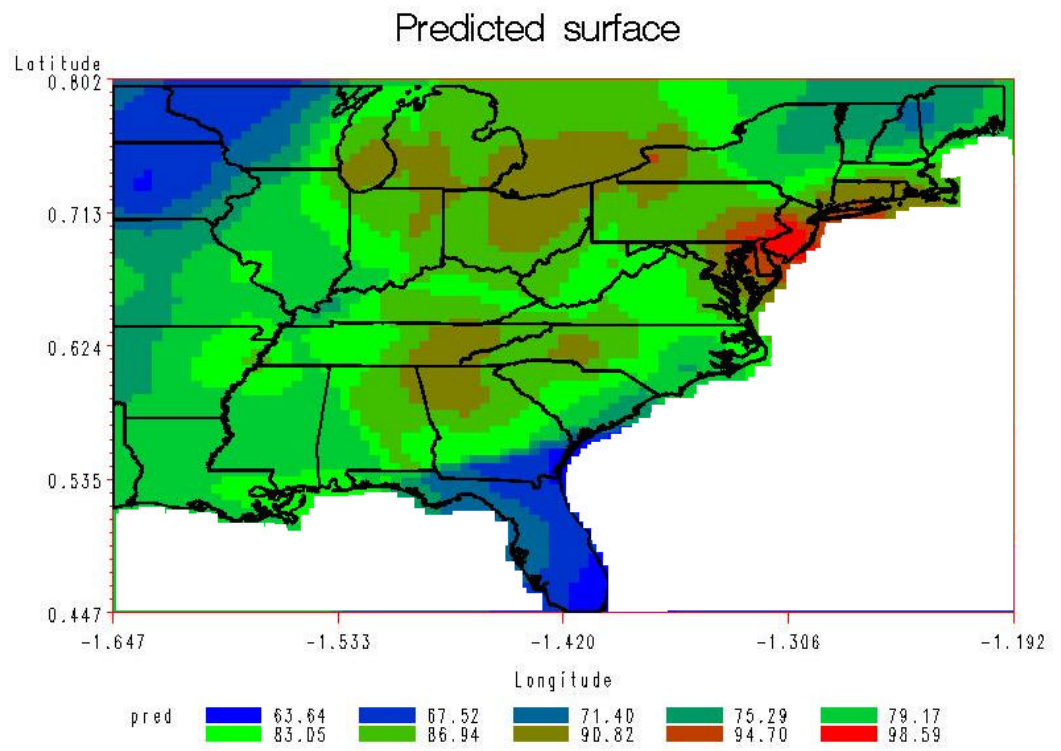 Predicted surface
Latitude
0.802
0.713
0.624
0.535
0.447
-1.647 -1.533 -1.420 -1.306 -1.192
Longitude
pred 63.64 67.52 71.40 75.29 79.17
83.05 86.94 90.82 94.70 98.59